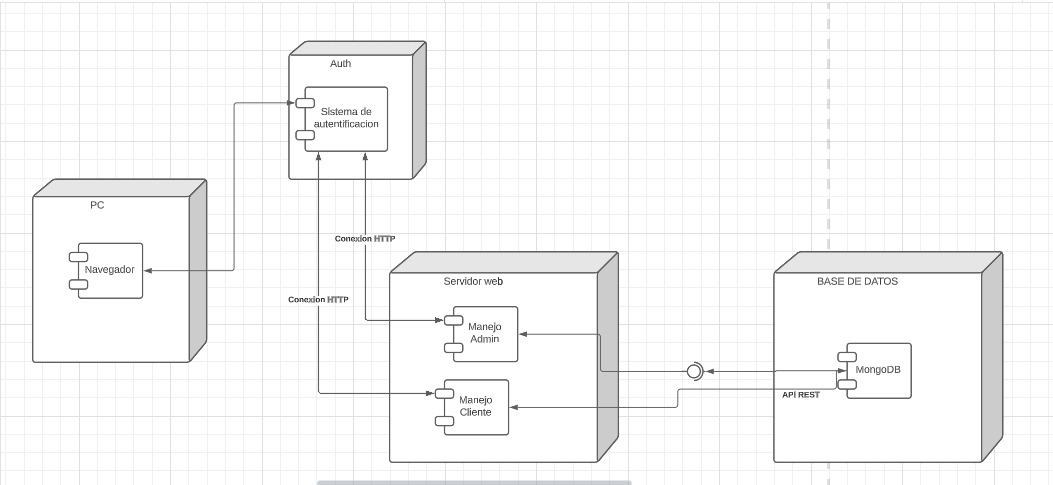 Auth
Sistema de
autentificacion
PC
Navegador
Conexion HTTP
Conexion HTTP
Servidor web
Manejo
Admin
Manejo
Cliente
BASE DE DATOS
MongoDB
API REST